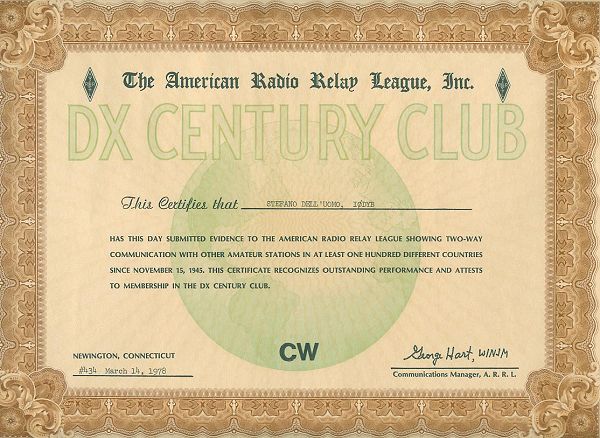 The American Radio Relay League, Inc.
DX CENTURY CLUB
This Certifies that STEFANO DELL'UOMO, IØDYB
HAS THIS DAY SUBMITTED EVIDENCE TO THE AMERICAN RADIO RELAY LEAGUE SHOWING TWO-WAY
COMMUNICATION WITH OTHER AMATEUR STATIONS IN AT LEAST ONE HUNDRED DIFFERENT COUNTRIES
SINCE NOVEMBER 15, 1945. THIS CERTIFICATE RECOGNIZES OUTSTANDING PERFORMANCE AND ATTESTS
TO MEMBERSHIP IN THE DX CENTURY CLUB.
CW
NEWINGTON, CONNECTICUT
#434 March 14, 1978
George Hart, W1NJM
Communications Manager, A. R. R. L.